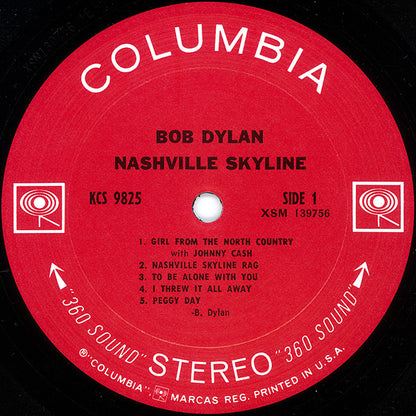 COLUMBIA
BOB DYLAN
NASHVILLE SKYLINE
KCS 9825
SIDE 1
XSM 139756
1. GIRL FROM THE NORTH COUNTRY
with JOHNNY CASH
2. NASHVILLE SKYLINE RAG
3. TO BE ALONE WITH YOU
4. I THREW IT ALL AWAY
5. PEGGY DAY
-B. Dylan
"360 SOUND" STEREO "360 SOUND"
® "COLUMBIA", MARCAS REG. PRINTED IN U.S.A.